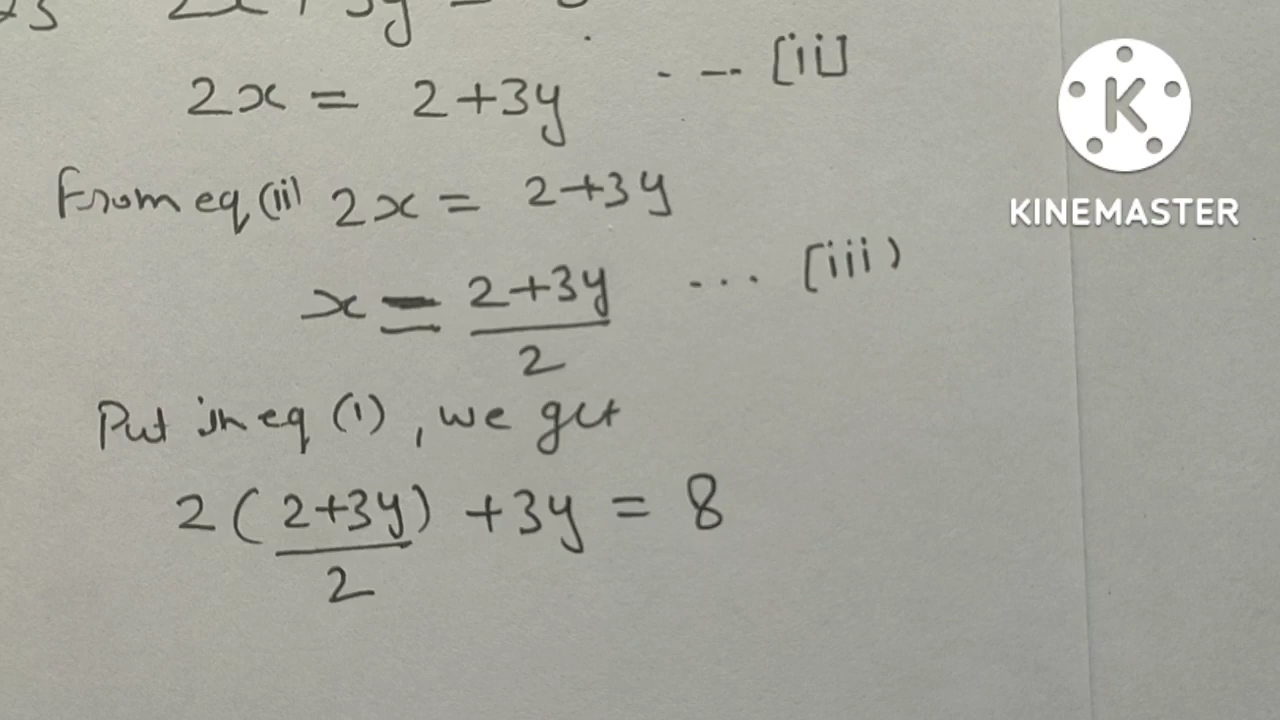 2x = 2+3y - -- [ii]
From eq (ii) 2x = 2+3y
x = 2+3y ... [iii)
2
Put in eq (1), we get
2 ( 2+3y ) +3y = 8
2
KINEMASTER